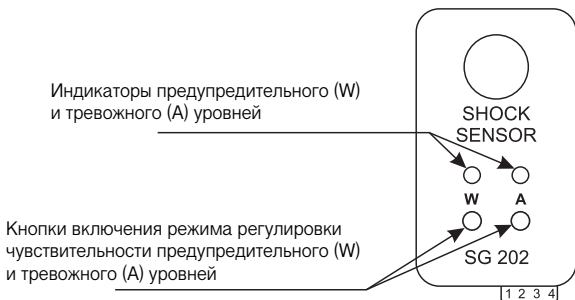 Индикаторы предупредительного (W)
и тревожного (A) уровней
SHOCK
SENSOR
W A
Кнопки включения режима регулировки
чувствительности предупредительного (W)
и тревожного (A) уровней
SG 202
1 2 3 4